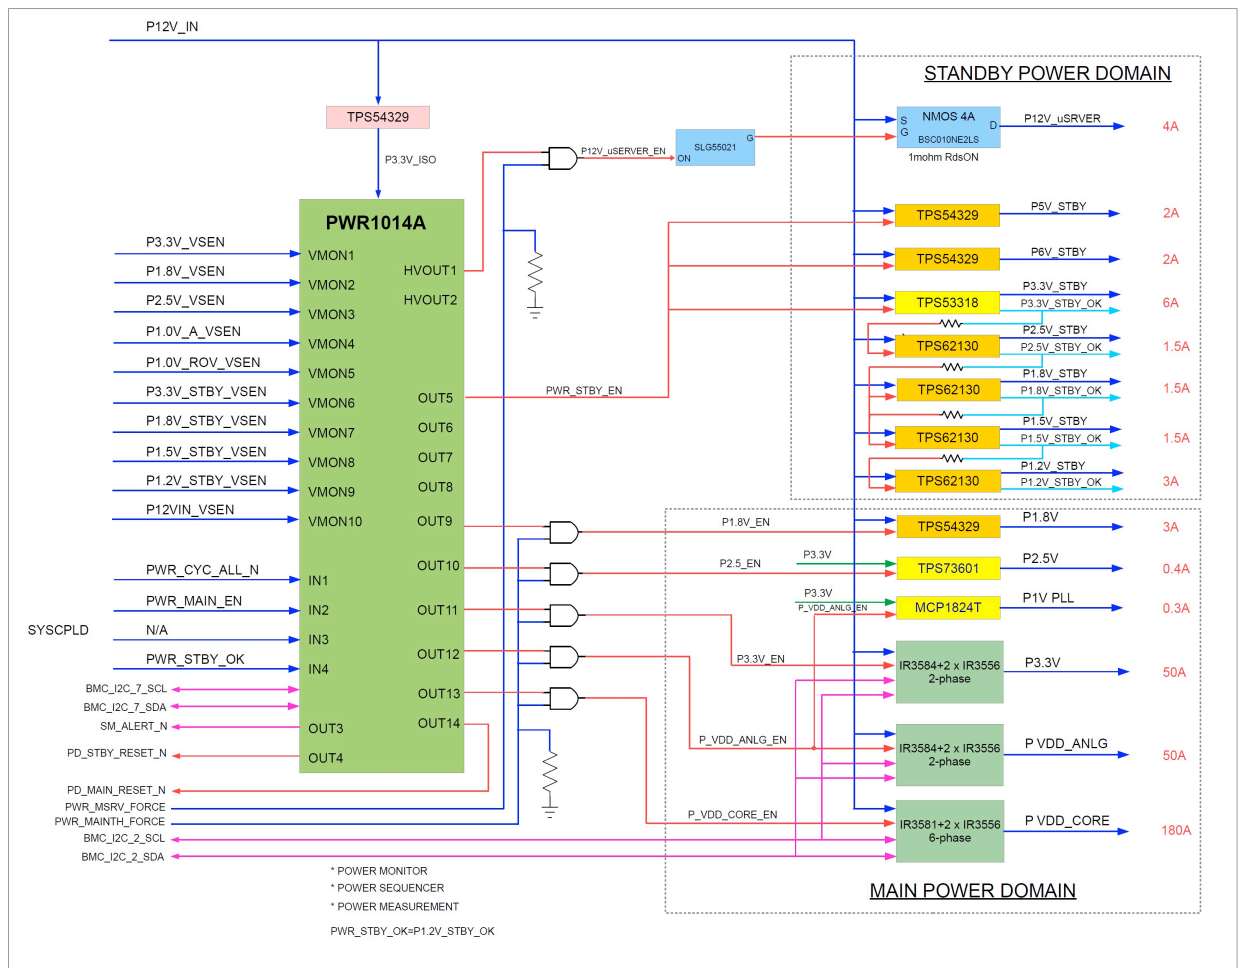 P12V_IN
STANDBY POWER DOMAIN
TPS54329
P3.3V_ISO
P12V_uSERVER_EN
SLG55021
G
ON
S
G
NMOS 4A
D
BSC010NE2LS
1mohm RdsON
P12V_uSRVER
4A
PWR1014A
P3.3V_VSEN
VMON1
P1.8V_VSEN
VMON2
P2.5V_VSEN
VMON3
P1.0V_A_VSEN
VMON4
P1.0V_ROV_VSEN
VMON5
P3.3V_STBY_VSEN
VMON6
P1.8V_STBY_VSEN
VMON7
P1.5V_STBY_VSEN
VMON8
P1.2V_STBY_VSEN
VMON9
P12VIN_VSEN
VMON10
HVOUT1
HVOUT2
OUT5
OUT6
OUT7
OUT8
OUT9
OUT10
OUT11
OUT12
OUT13
OUT14
PWR_CYC_ALL_N
IN1
PWR_MAIN_EN
IN2
SYSCPLD
N/A
IN3
PWR_STBY_OK
IN4
BMC_I2C_7_SCL
BMC_I2C_7_SDA
SM_ALERT_N
OUT3
PD_STBY_RESET_N
OUT4
PD_MAIN_RESET_N
PWR_MSRV_FORCE
PWR_MAINTH_FORCE
BMC_I2C_2_SCL
BMC_I2C_2_SDA
PWR_STBY_EN
TPS54329
P5V_STBY
2A
TPS54329
P6V_STBY
2A
TPS53318
P3.3V_STBY
P3.3V_STBY_OK
6A
TPS62130
P2.5V_STBY
P2.5V_STBY_OK
1.5A
TPS62130
P1.8V_STBY
P1.8V_STBY_OK
1.5A
TPS62130
P1.5V_STBY
P1.5V_STBY_OK
1.5A
TPS62130
P1.2V_STBY
P1.2V_STBY_OK
3A
P1.8V_EN
TPS54329
P1.8V
3A
P2.5_EN
P3.3V
TPS73601
P2.5V
0.4A
P3.3V
P_VDD_ANLG_EN
MCP1824T
P1V PLL
0.3A
P3.3V_EN
IR3584+2 x IR3556
2-phase
P3.3V
50A
P_VDD_ANLG_EN
IR3584+2 x IR3556
2-phase
P VDD_ANLG
50A
P_VDD_CORE_EN
IR3581+2 x IR3556
6-phase
P VDD_CORE
180A
MAIN POWER DOMAIN
* POWER MONITOR
* POWER SEQUENCER
* POWER MEASUREMENT
PWR_STBY_OK=P1.2V_STBY_OK